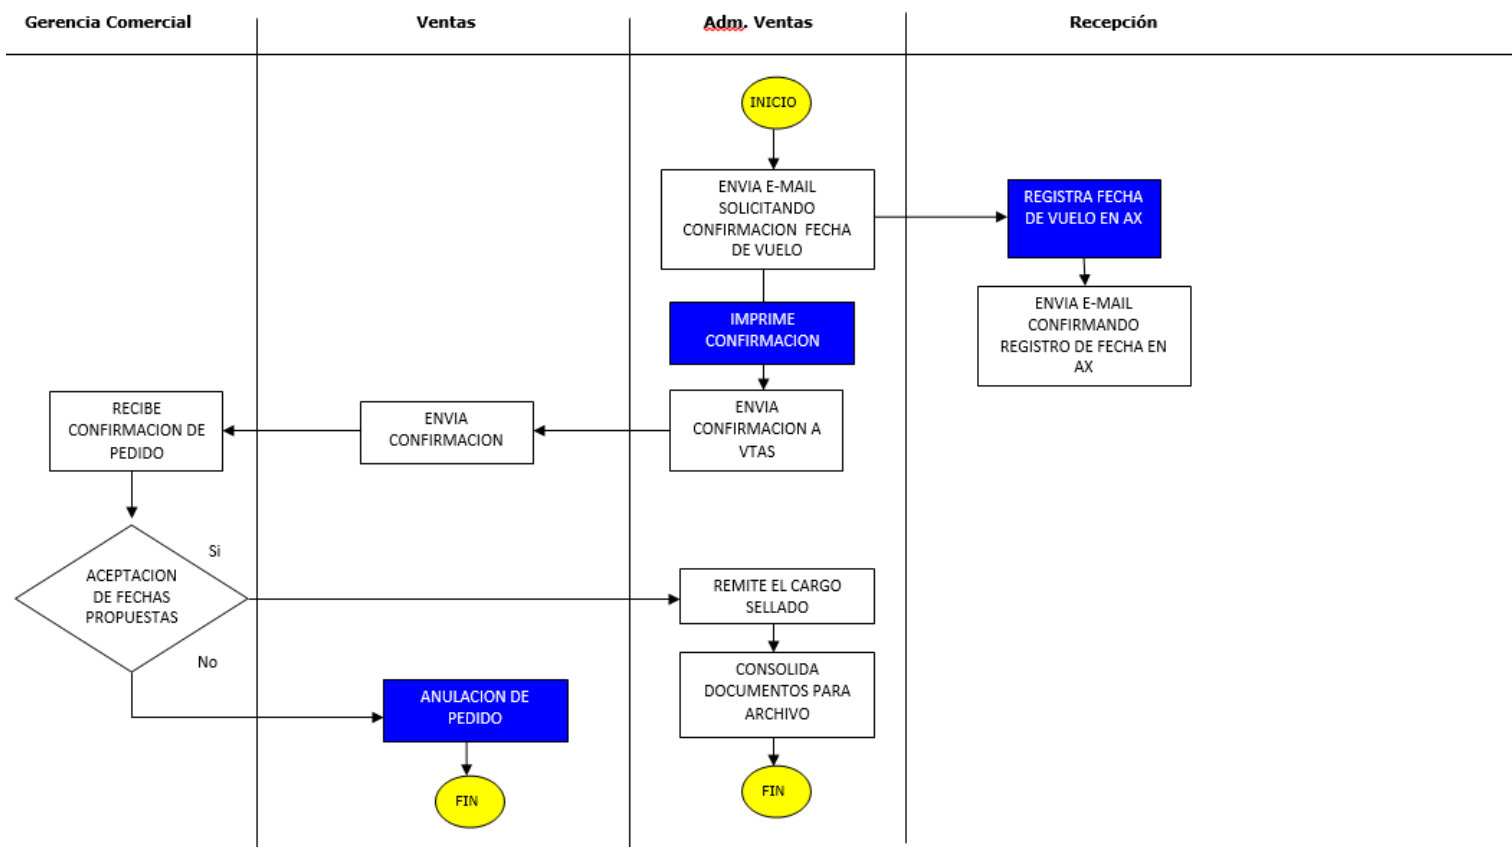 Gerencia Comercial
Ventas
Adm. Ventas
Recepción
INICIO
ENVIA E-MAIL
SOLICITANDO
CONFIRMACION FECHA
DE VUELO
REGISTRA FECHA
DE VUELO EN AX
IMPRIME
CONFIRMACION
ENVIA E-MAIL
CONFIRMANDO
REGISTRO DE FECHA EN
AX
RECIBE
CONFIRMACION DE
PEDIDO
ENVIA
CONFIRMACION
ENVIA
CONFIRMACION A
VTAS
Si
ACEPTACION
DE FECHAS
PROPUESTAS
No
REMITE EL CARGO
SELLADO
CONSOLIDA
DOCUMENTOS PARA
ARCHIVO
ANULACION DE
PEDIDO
FIN
FIN